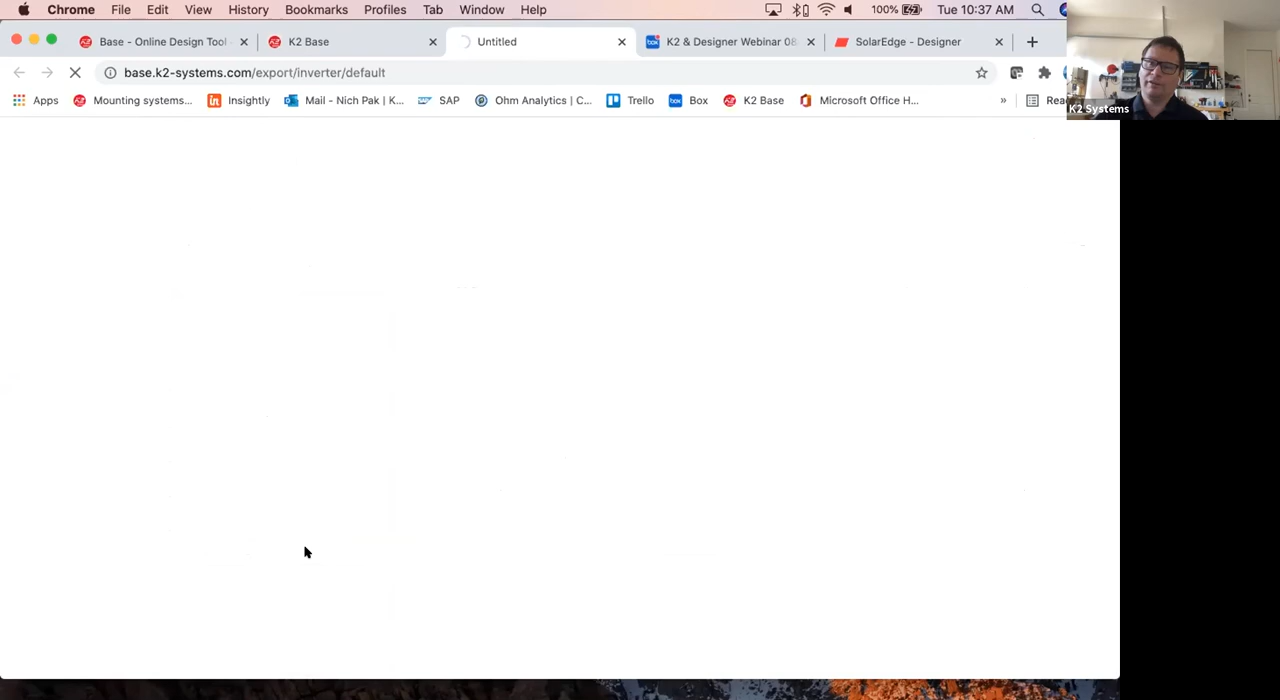 Chrome File Edit View History Bookmarks Profiles Tab Window Help 100% Tue 10:37 AM
Base - Online Design Tool K2 Base Untitled K2 & Designer Webinar 08 SolarEdge - Designer
base.k2-systems.com/export/inverter/default
Apps Mounting systems... Insightly Mail - Nich Pak | K... SAP Ohm Analytics | C... Trello Box K2 Base Microsoft Office H... » Rea
K2 Systems